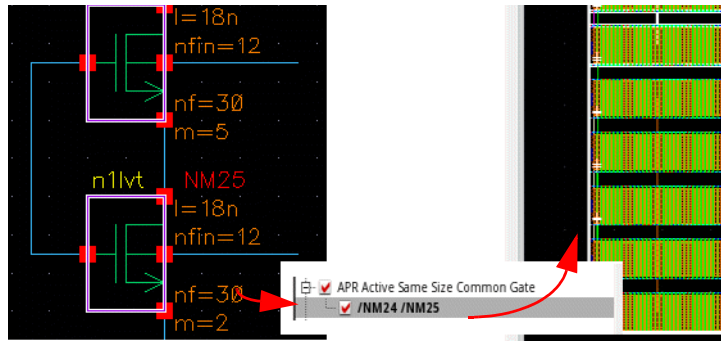 l=18n
nfin=12
nf=30
m=5
n1lvt NM25
l=18n
nfin=12
nf=30
m=2
APR Active Same Size Common Gate
/NM24 /NM25